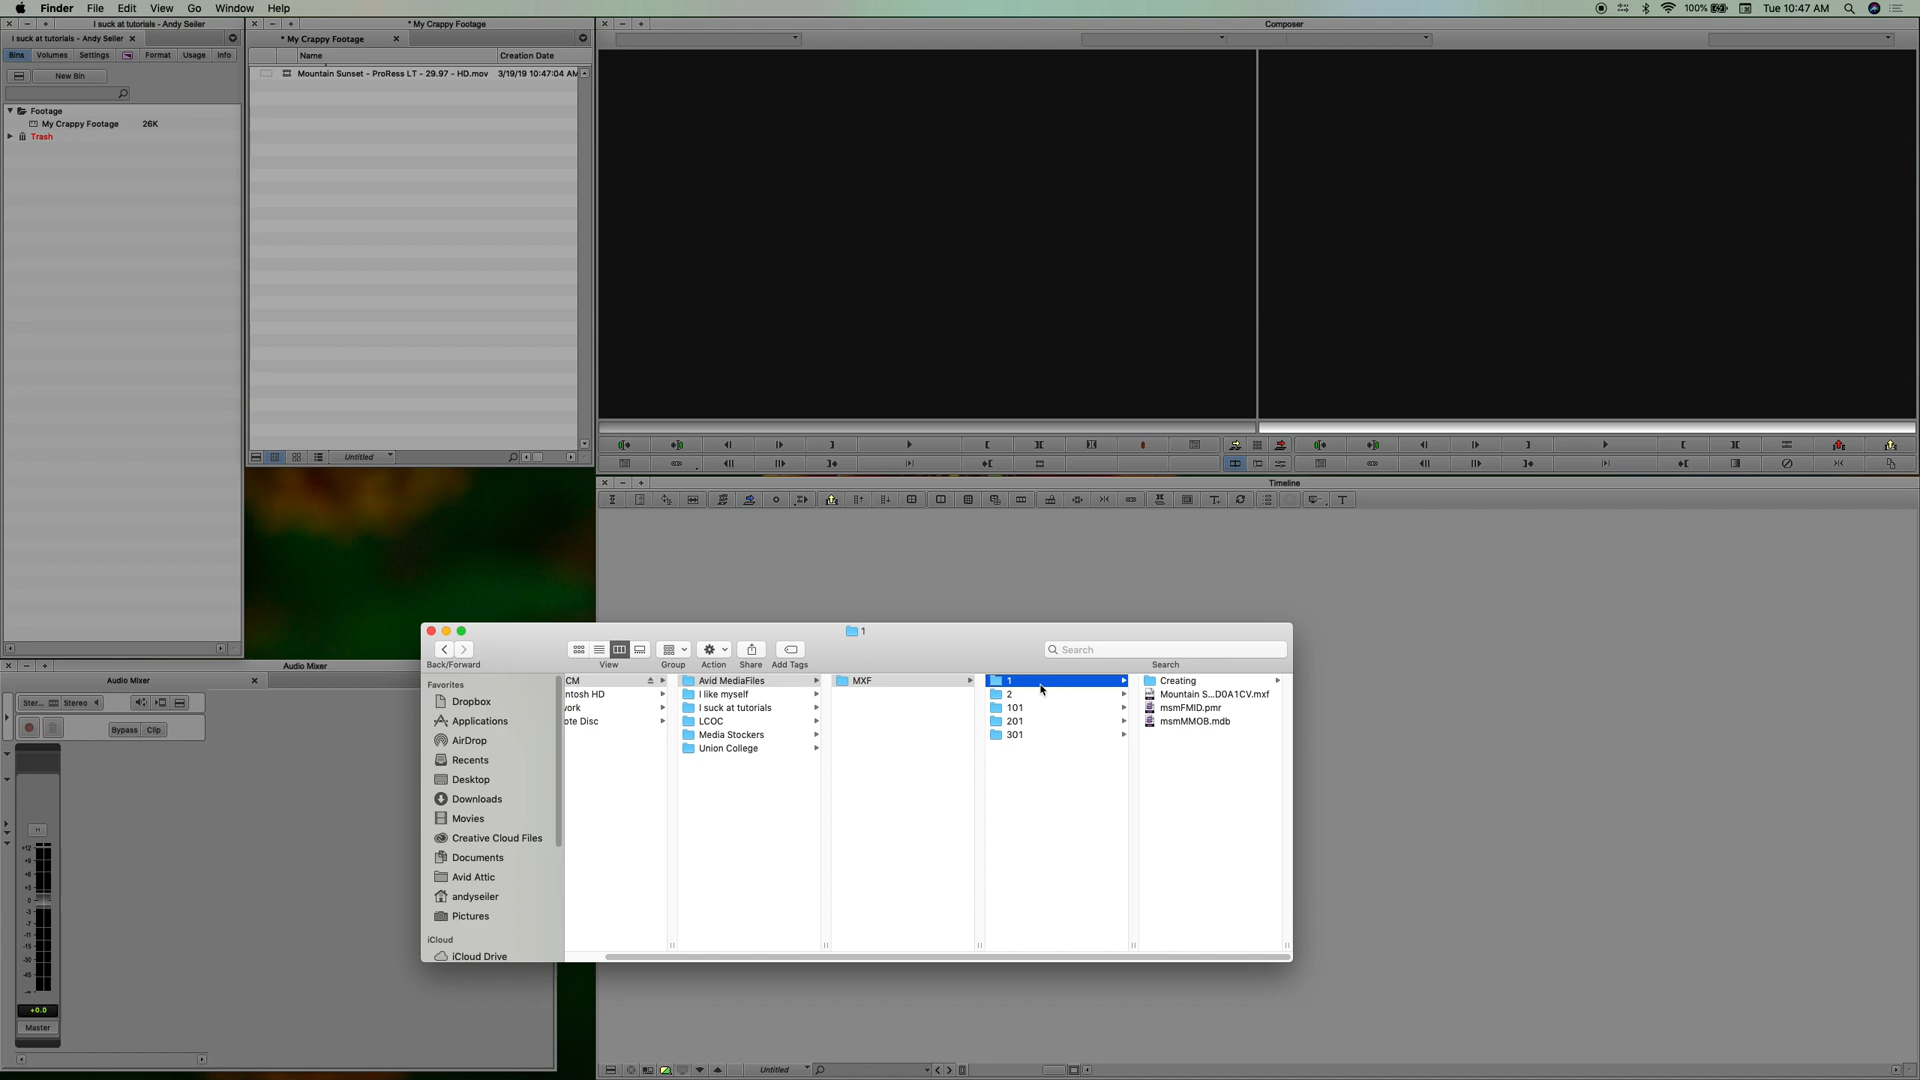 Finder File Edit View Go Window Help
100% Tue 10:47 AM
I suck at tutorials - Andy Seiler
* My Crappy Footage
Composer
I suck at tutorials - Andy Seiler
* My Crappy Footage
Bins Volumes Settings Format Usage Info
Name Creation Date
New Bin
Mountain Sunset - ProRess LT - 29.97 - HD.mov 3/19/19 10:47:04 AM
Footage
My Crappy Footage 26K
Trash
Untitled
Timeline
Audio Mixer
Audio Mixer
Ster... Stereo
Bypass Clip
M
+12
+0.0
Master
1
Back/Forward View Group Action Share Add Tags Search
Search
Favorites
Dropbox
Applications
AirDrop
Recents
Desktop
Downloads
Movies
Creative Cloud Files
Documents
Avid Attic
andyseiler
Pictures
iCloud
iCloud Drive
CM
ntosh HD
ork
ote Disc
Avid MediaFiles
I like myself
I suck at tutorials
LCOC
Media Stockers
Union College
MXF
1
2
101
201
301
Creating
Mountain S...D0A1CV.mxf
msmFMID.pmr
msmMMOB.mdb
Untitled